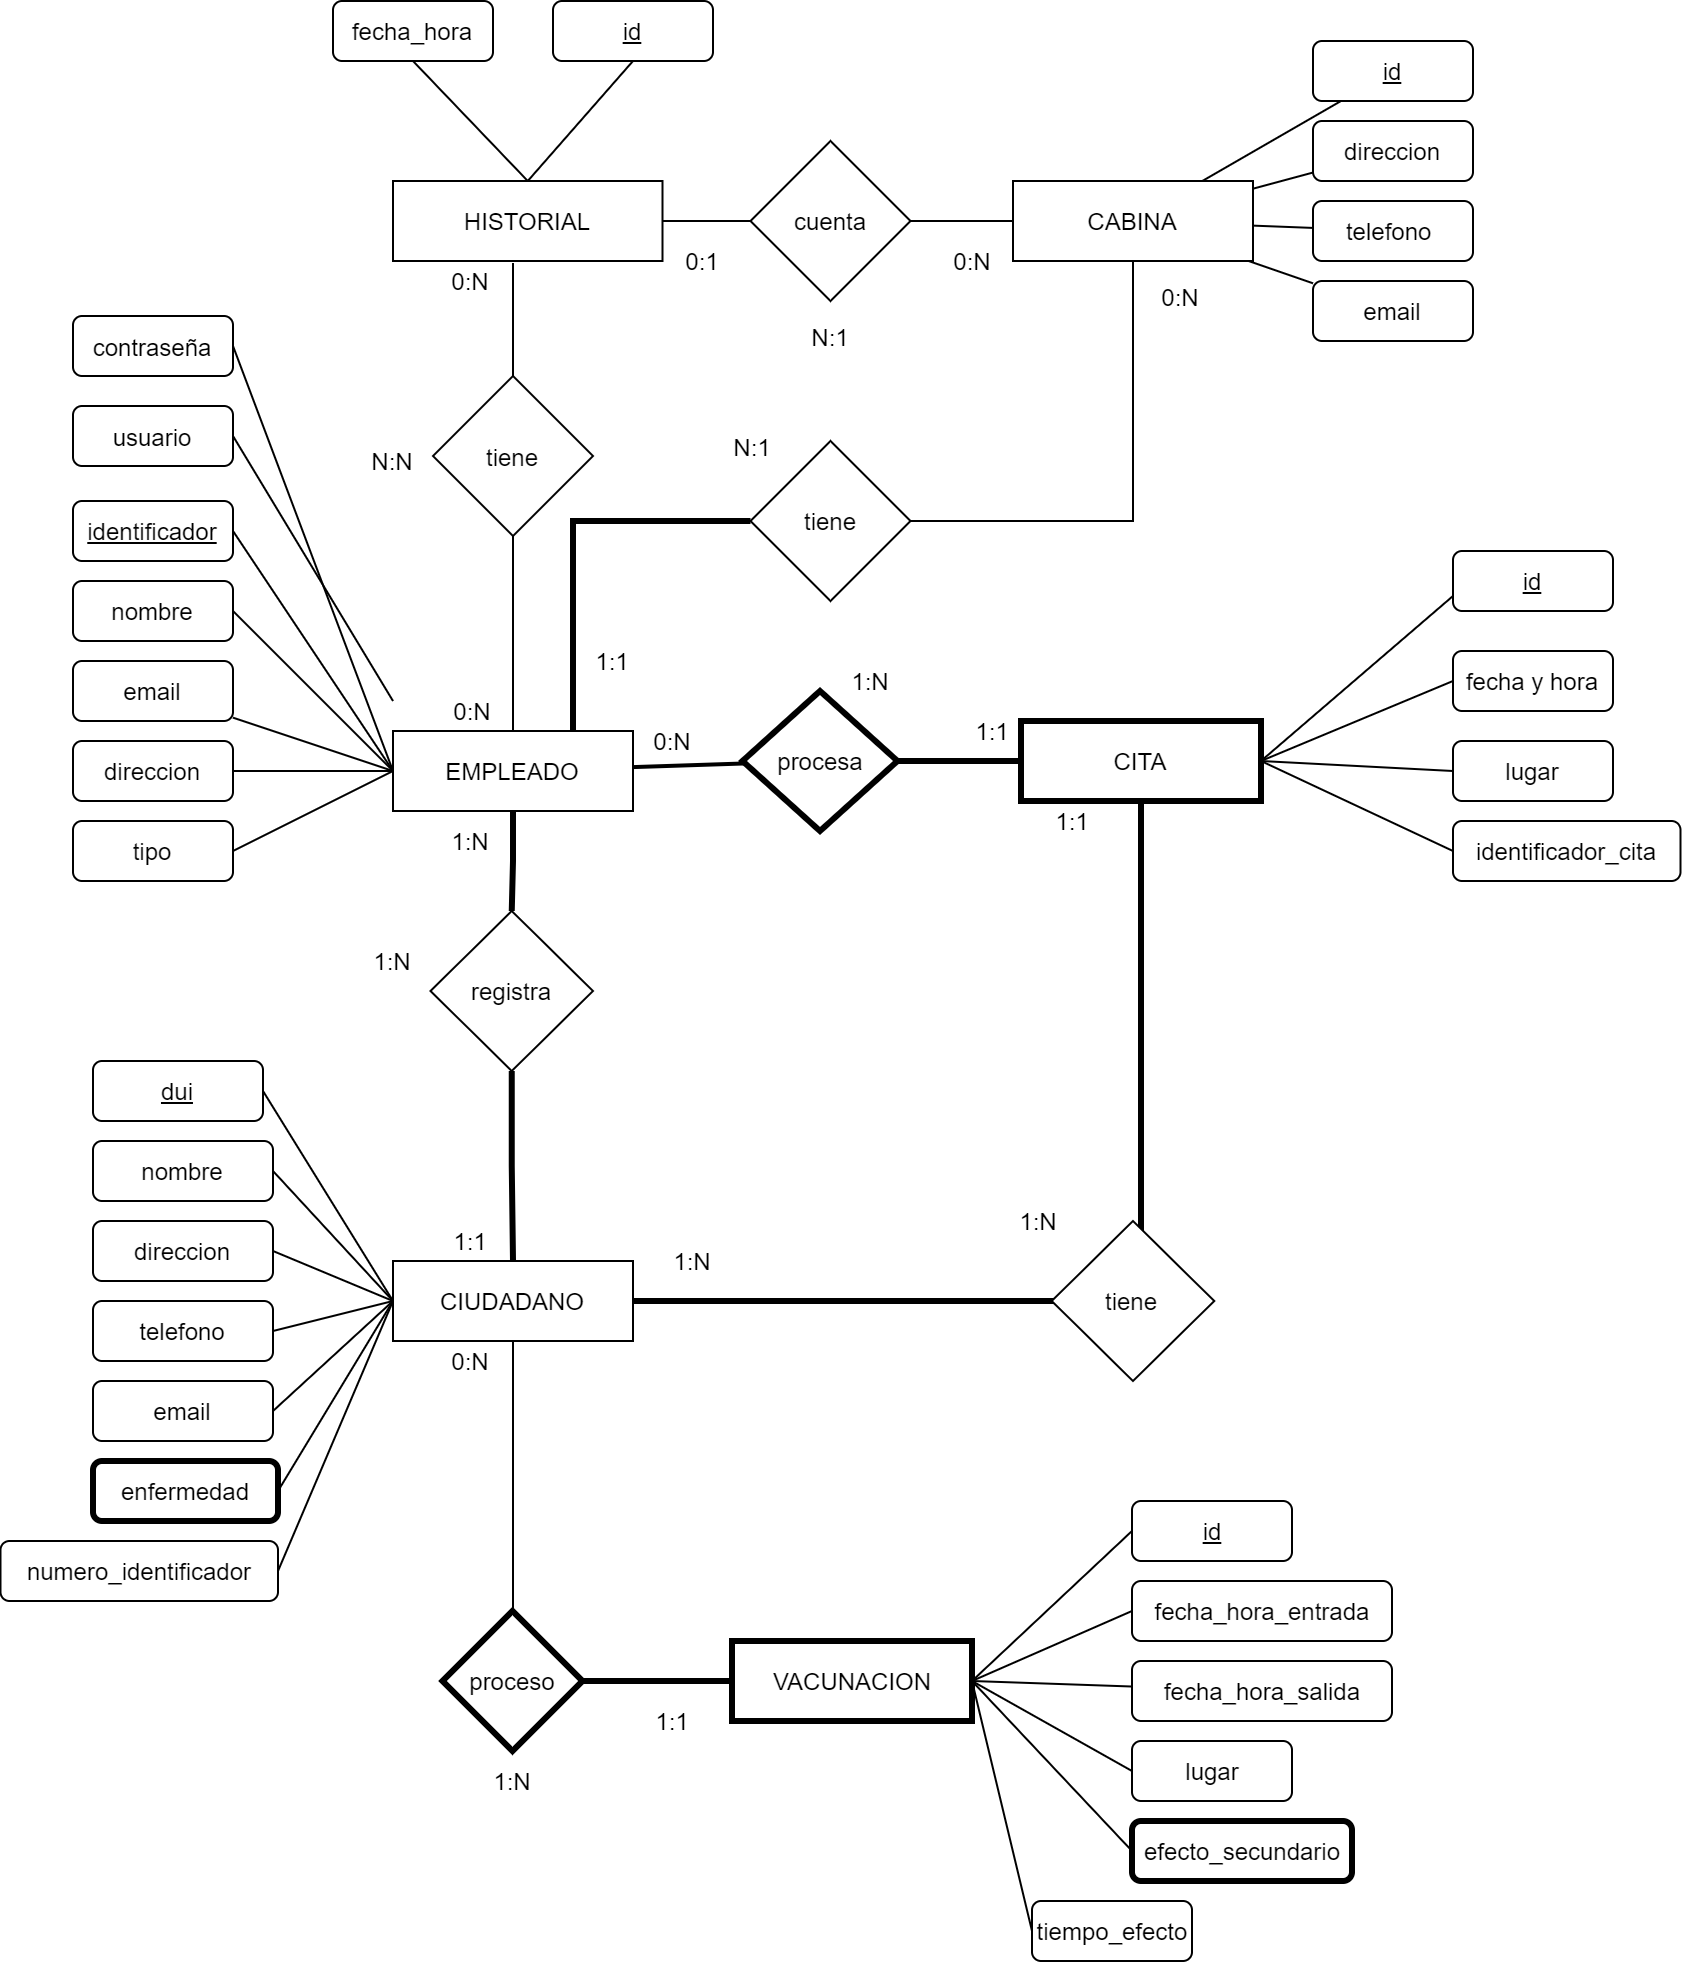 fecha_hora
id
id
direccion
HISTORIAL
cuenta
CABINA
telefono
0:1
0:N
0:N
0:N
email
N:1
contraseña
usuario
N:N
tiene
N:1
tiene
identificador
id
nombre
1:1
email
0:N
1:N
fecha y hora
0:N
1:1
direccion
EMPLEADO
procesa
CITA
lugar
1:N
1:1
tipo
identificador_cita
1:N
registra
dui
nombre
1:N
direccion
1:1
1:N
telefono
CIUDADANO
tiene
0:N
email
enfermedad
id
numero_identificador
fecha_hora_entrada
proceso
VACUNACION
fecha_hora_salida
1:1
1:N
lugar
efecto_secundario
tiempo_efecto